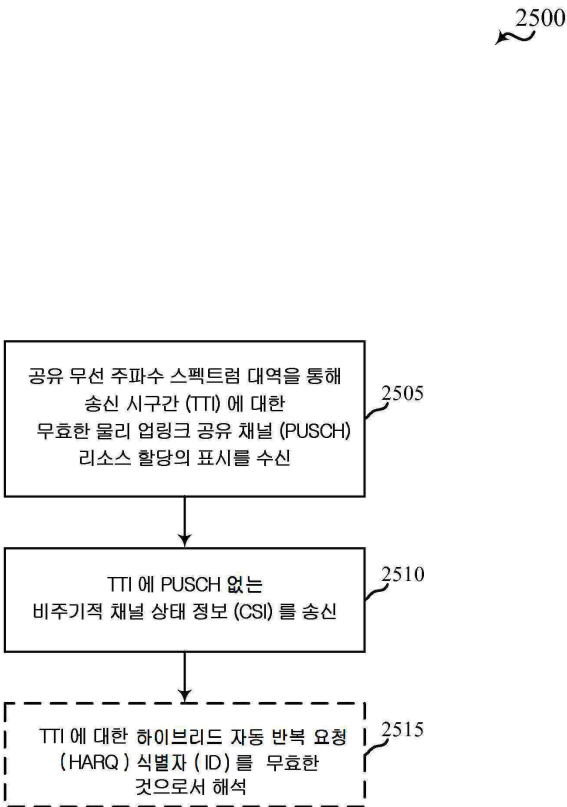 2500
공유 무선 주파수 스펙트럼 대역을 통해
송신 시구간 (TTI) 에 대한
무효한 물리 업링크 공유 채널 (PUSCH)
리소스 할당의 표시를 수신
2505
TTI 에 PUSCH 없는
비주기적 채널 상태 정보 (CSI) 를 송신
2510
TTI 에 대한 하이브리드 자동 반복 요청
(HARQ) 식별자 (ID) 를 무효한
것으로서 해석
2515